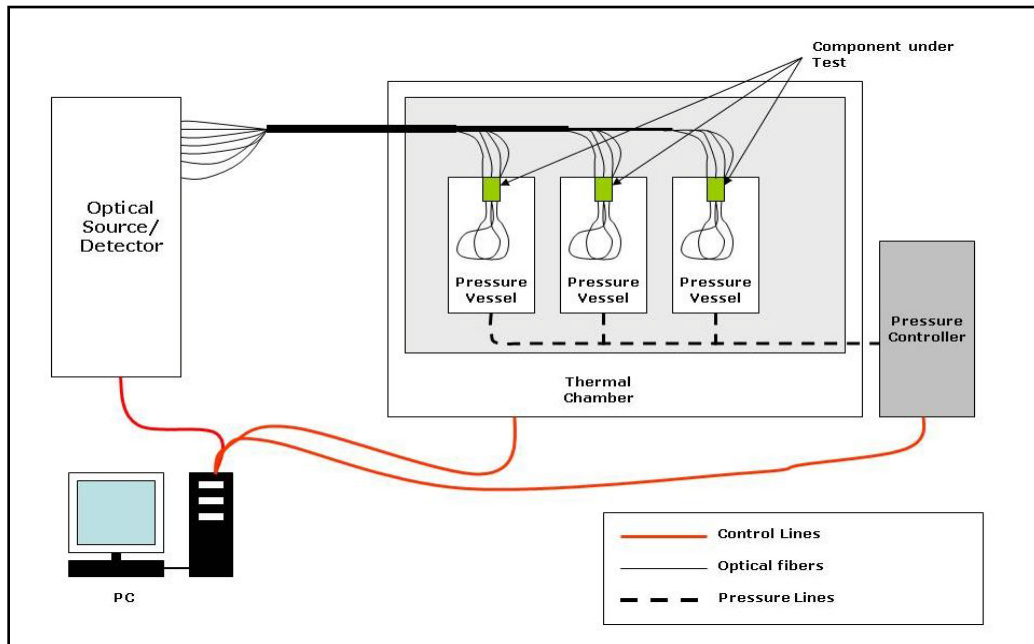 Component under
Test
Optical
Source/
Detector
Pressure
Vessel
Pressure
Vessel
Pressure
Vessel
Pressure
Controller
Thermal
Chamber
PC
Control Lines
Optical fibers
Pressure Lines